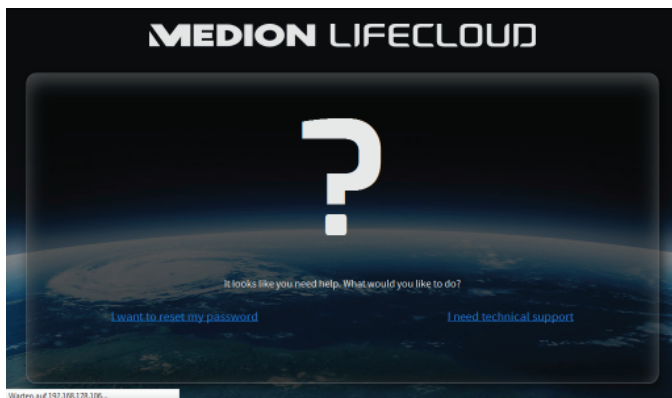 MEDION LIFECLOUD
?
It looks like you need help. What would you like to do?
I want to reset my password
I need technical support
Warten auf 192.168.178.106...